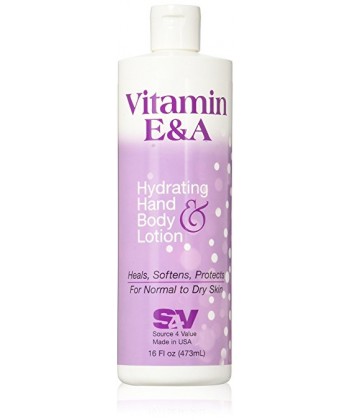 Vitamin
E&A
Hydrating
Hand &
Body
Lotion
Heals, Softens, Protects
For Normal to Dry Skin
S4V
Source 4 Value
Made in USA
16 Fl oz (473mL)